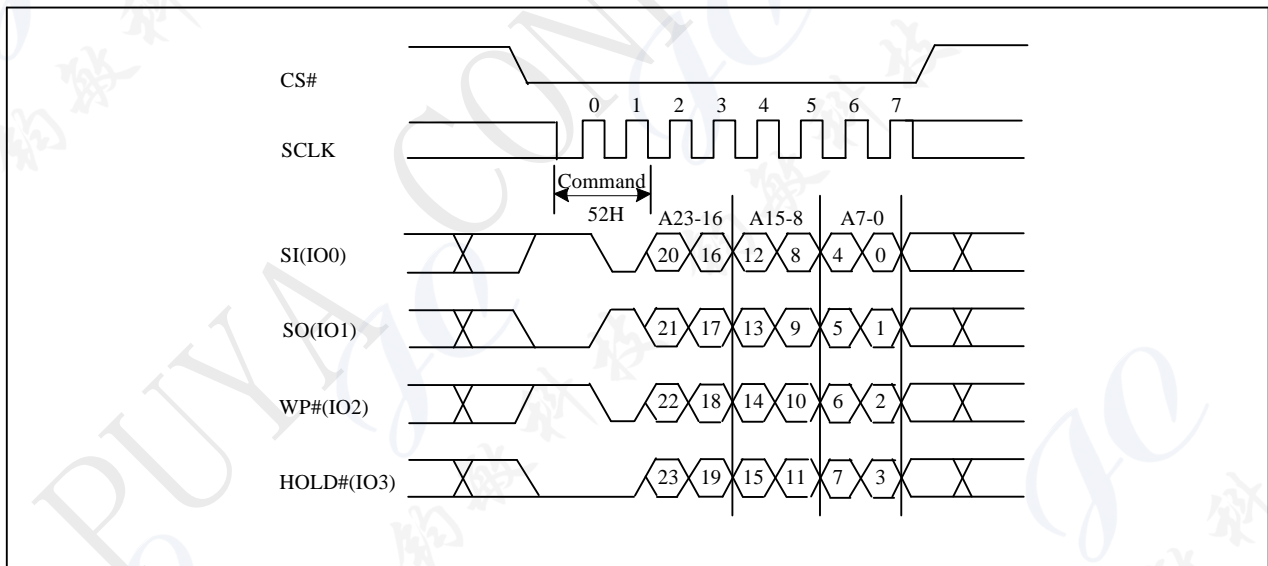 CS#
0 1 2 3 4 5 6 7
SCLK
Command
52H
A23-16 A15-8 A7-0
SI(IO0)
20 16 12 8 4 0
SO(IO1)
21 17 13 9 5 1
WP#(IO2)
22 18 14 10 6 2
HOLD#(IO3)
23 19 15 11 7 3
PUYA CON